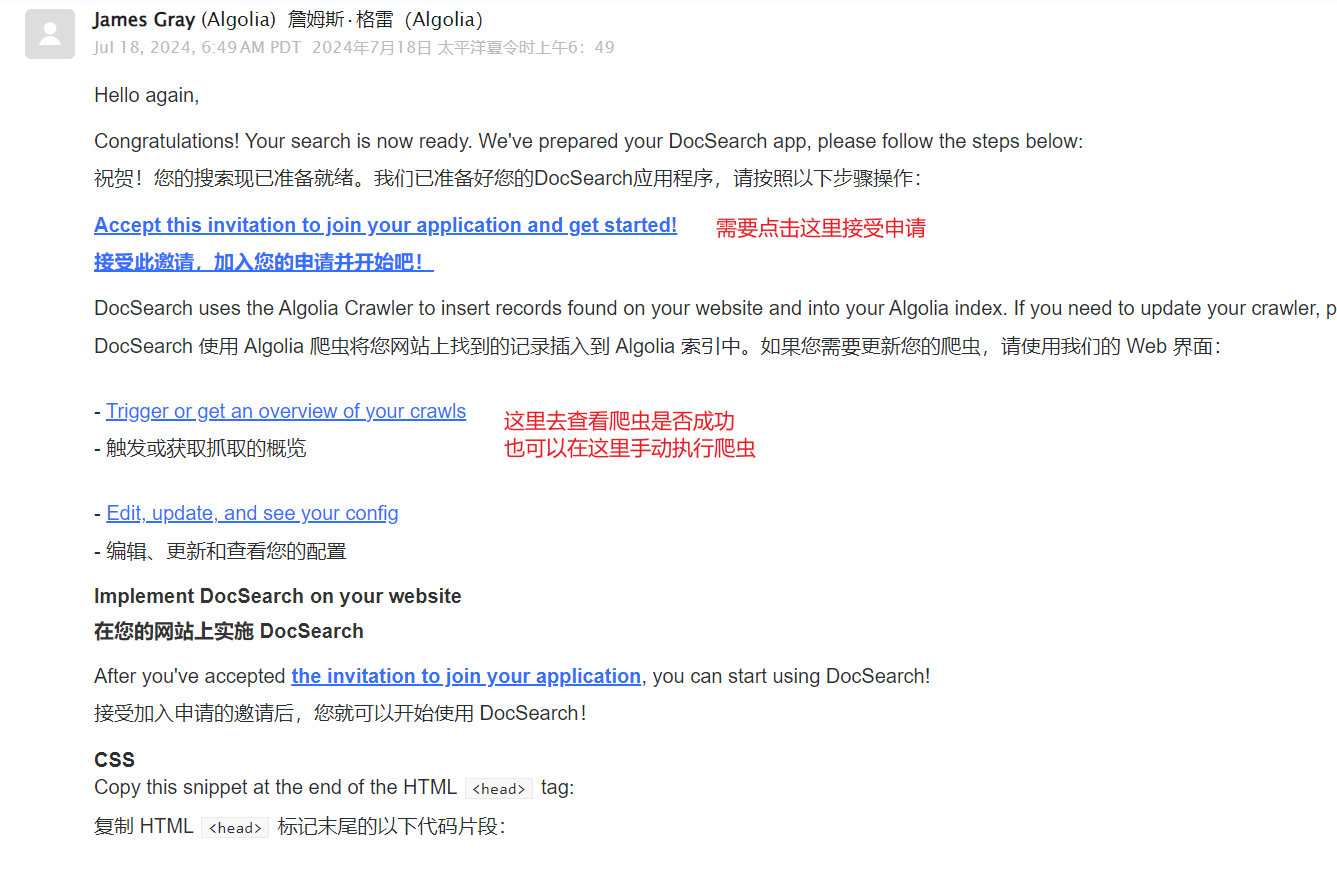 James Gray (Algolia) 詹姆斯·格雷（Algolia）
Jul 18, 2024, 6:49 AM PDT 2024年7月18日 太平洋夏令时上午6：49
Hello again,
Congratulations! Your search is now ready. We've prepared your DocSearch app, please follow the steps below:
祝贺！您的搜索现已准备就绪。我们已准备好您的DocSearch应用程序，请按照以下步骤操作：
Accept this invitation to join your application and get started! 需要点击这里接受申请
接受此邀请，加入您的申请并开始吧！
DocSearch uses the Algolia Crawler to insert records found on your website and into your Algolia index. If you need to update your crawler, p
DocSearch 使用 Algolia 爬虫将您网站上找到的记录插入到 Algolia 索引中。如果您需要更新您的爬虫，请使用我们的 Web 界面：
- Trigger or get an overview of your crawls 这里去查看爬虫是否成功
- 触发或获取抓取的概览 也可以在这里手动执行爬虫
- Edit, update, and see your config
- 编辑、更新和查看您的配置
Implement DocSearch on your website
在您的网站上实施 DocSearch
After you've accepted the invitation to join your application, you can start using DocSearch!
接受加入申请的邀请后，您就可以开始使用 DocSearch！
CSS
Copy this snippet at the end of the HTML <head> tag:
复制 HTML <head> 标记末尾的以下代码片段：